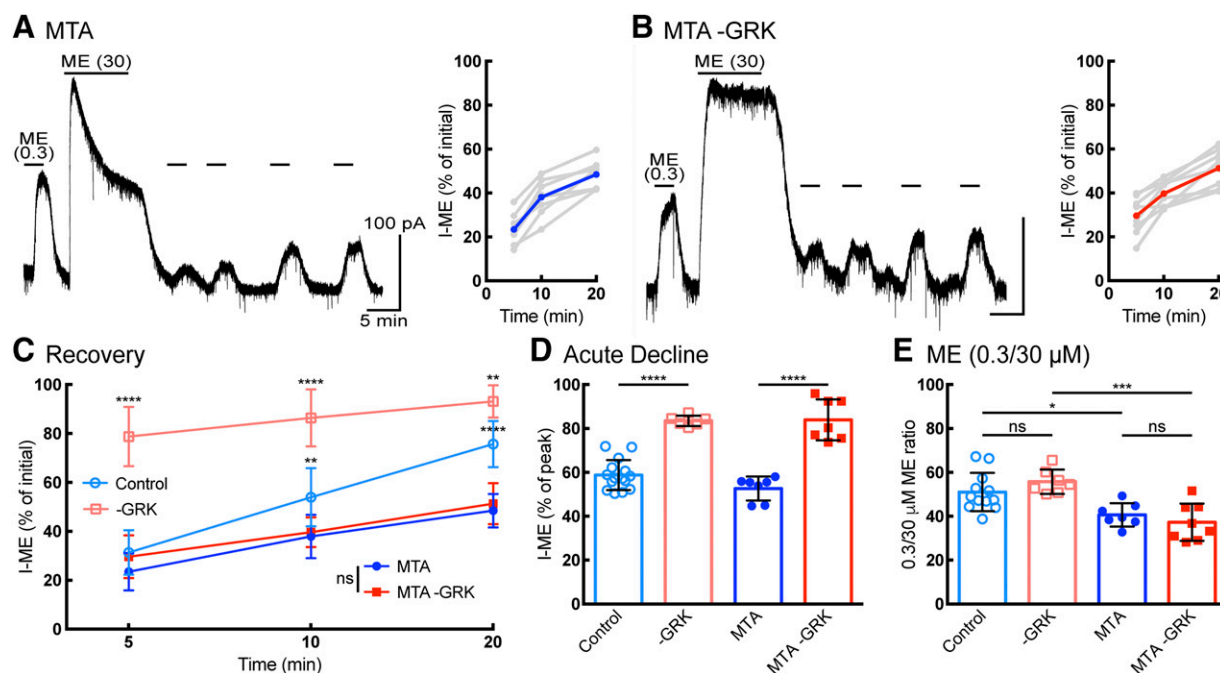 A MTA
ME (30)
ME
(0.3)
100 pA
5 min
I-ME (% of initial)
100
80
60
40
20
0
0 10 20
Time (min)
B MTA -GRK
ME (30)
ME
(0.3)
I-ME (% of initial)
100
80
60
40
20
0
0 10 20
Time (min)
C Recovery
I-ME (% of initial)
100
80
60
40
20
0
****
****
**
**
****
Control
-GRK
ns
MTA
MTA -GRK
5 10 20
Time (min)
D Acute Decline
I-ME (% of peak)
100
80
60
40
20
0
**** ****
Control -GRK MTA MTA -GRK
E ME (0.3/30 µM)
0.3/30 µM ME ratio
100
80
60
40
20
0
***
*
ns ns
Control -GRK MTA MTA -GRK